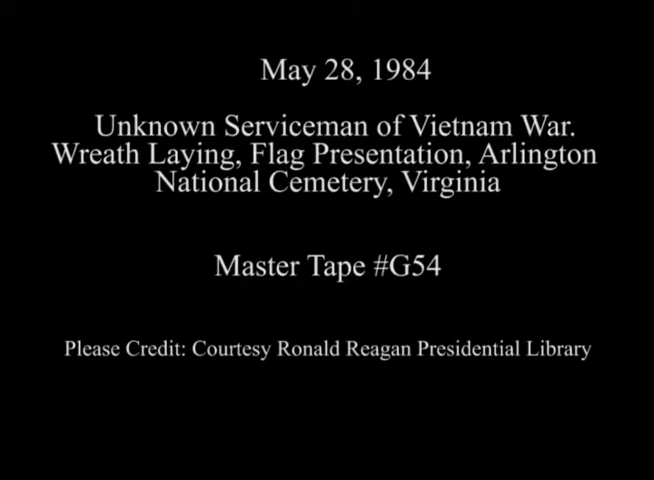 May 28, 1984
Unknown Serviceman of Vietnam War.
Wreath Laying, Flag Presentation, Arlington
National Cemetery, Virginia
Master Tape #G54
Please Credit: Courtesy Ronald Reagan Presidential Library